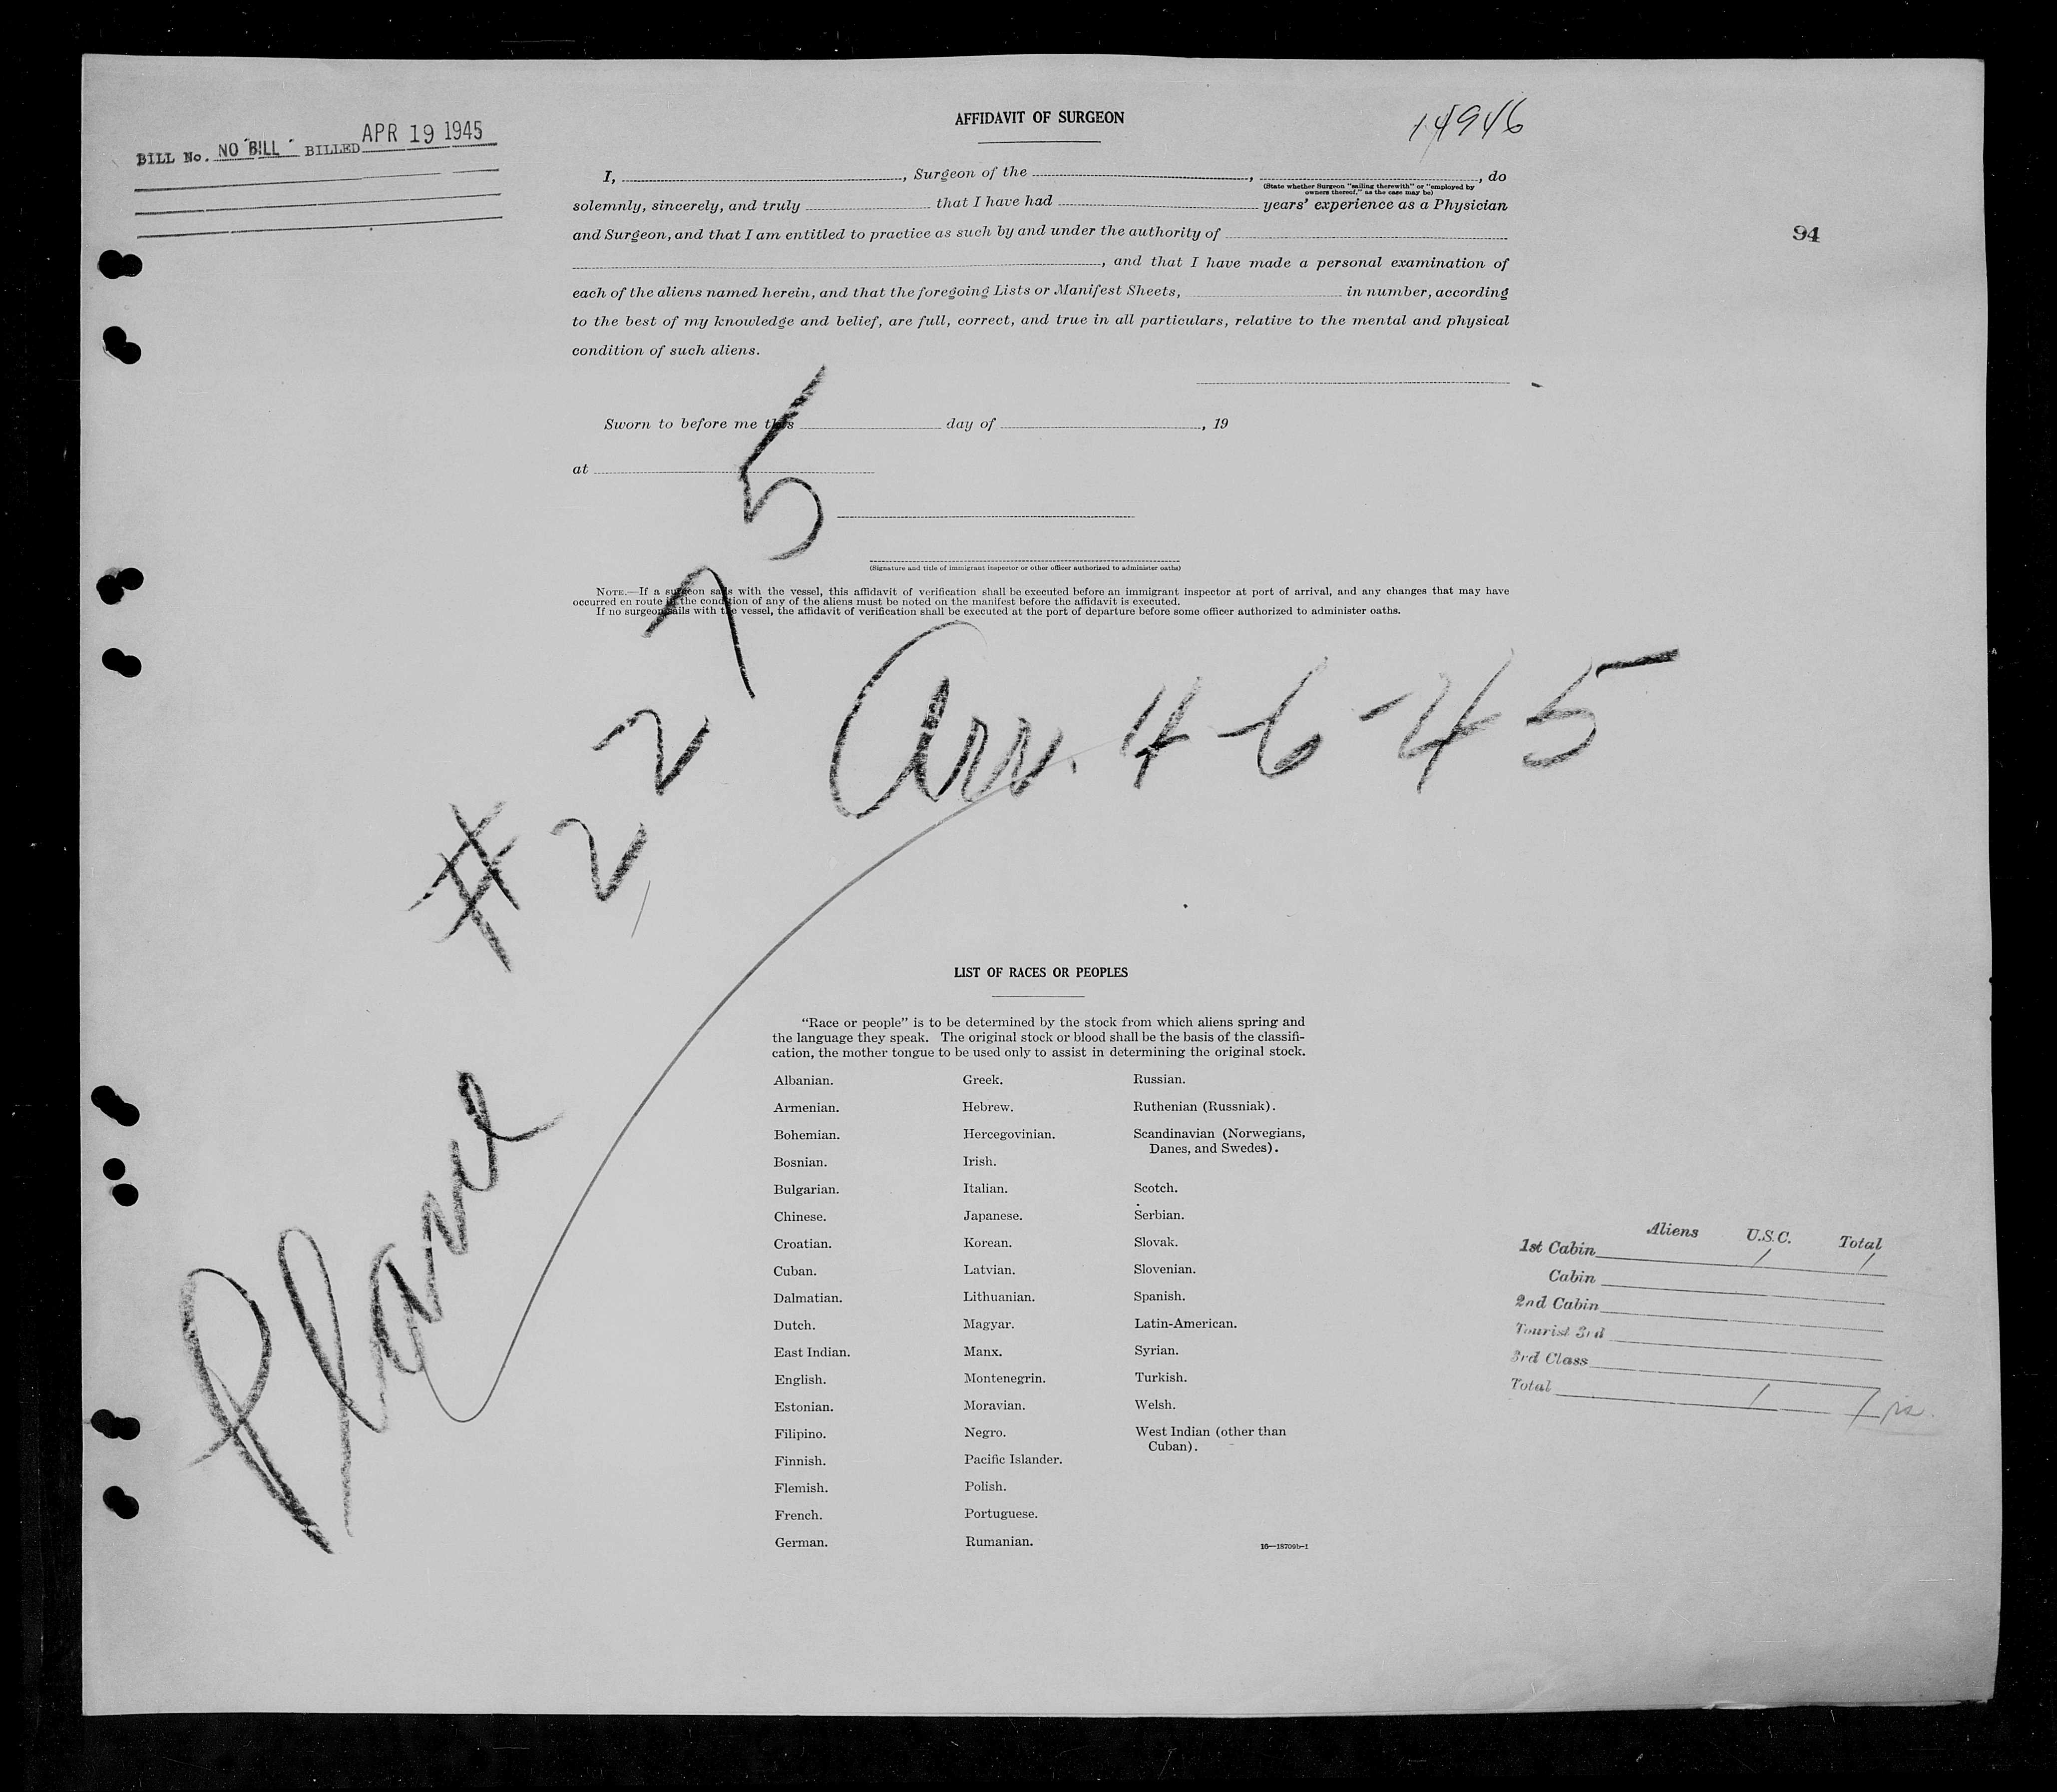 AFFIDAVIT OF SURGEON
14946
BILL No. NO BILL BILLED APR 19 1945
I, , Surgeon of the , , do
(State whether Surgeon "sailing therewith" or "employed by
owners thereof," as the case may be)
solemnly, sincerely, and truly that I have had years' experience as a Physician
and Surgeon, and that I am entitled to practice as such by and under the authority of
94
, and that I have made a personal examination of
each of the aliens named herein, and that the foregoing Lists or Manifest Sheets, in number, according
to the best of my knowledge and belief, are full, correct, and true in all particulars, relative to the mental and physical
condition of such aliens.
Sworn to before me this day of , 19
at
(Signature and title of immigrant inspector or other officer authorized to administer oaths)
NOTE.—If a surgeon sails with the vessel, this affidavit of verification shall be executed before an immigrant inspector at port of arrival, and any changes that may have
occurred en route in the condition of any of the aliens must be noted on the manifest before the affidavit is executed.
If no surgeon sails with the vessel, the affidavit of verification shall be executed at the port of departure before some officer authorized to administer oaths.
Plane #2275
Arr. 4-6-45
LIST OF RACES OR PEOPLES
"Race or people" is to be determined by the stock from which aliens spring and
the language they speak. The original stock or blood shall be the basis of the classifi-
cation, the mother tongue to be used only to assist in determining the original stock.
Albanian.
Armenian.
Bohemian.
Bosnian.
Bulgarian.
Chinese.
Croatian.
Cuban.
Dalmatian.
Dutch.
East Indian.
English.
Estonian.
Filipino.
Finnish.
Flemish.
French.
German.
Greek.
Hebrew.
Hercegovinian.
Irish.
Italian.
Japanese.
Korean.
Latvian.
Lithuanian.
Magyar.
Manx.
Montenegrin.
Moravian.
Negro.
Pacific Islander.
Polish.
Portuguese.
Rumanian.
Russian.
Ruthenian (Russniak).
Scandinavian (Norwegians,
Danes, and Swedes).
Scotch.
Serbian.
Slovak.
Slovenian.
Spanish.
Latin-American.
Syrian.
Turkish.
Welsh.
West Indian (other than
Cuban).
16—18709b-1
Aliens U.S.C. Total
1st Cabin 1 1
Cabin
2nd Cabin
Tourist 3rd
3rd Class
Total 1 1